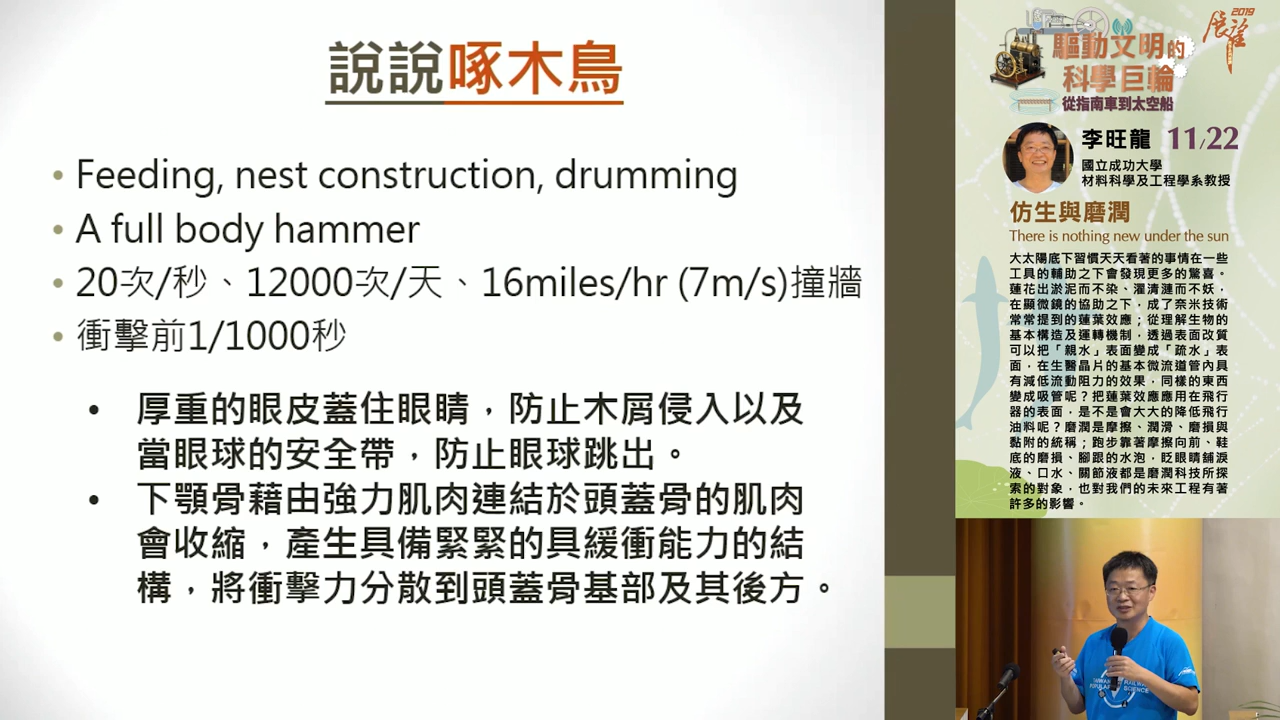 說說啄木鳥
• Feeding, nest construction, drumming
• A full body hammer
• 20次/秒、12000次/天、16miles/hr (7m/s)撞牆
• 衝擊前1/1000秒
• 厚重的眼皮蓋住眼睛，防止木屑侵入以及
當眼球的安全帶，防止眼球跳出。
• 下顎骨藉由強力肌肉連結於頭蓋骨的肌肉
會收縮，產生具備緊緊的具緩衝能力的結
構，將衝擊力分散到頭蓋骨基部及其後方。
2019
展望
驅動文明的
科學巨輪
從指南車到太空船
李旺龍 11/22
國立成功大學
材料科學及工程學系教授
仿生與磨潤
There is nothing new under the sun
大太陽底下習慣天天看著的事情在一些
工具的輔助之下會發現更多的驚喜。
蓮花出淤泥而不染、濯清漣而不妖，
在顯微鏡的協助之下，成了奈米技術
常常提到的蓮葉效應；從理解生物的
基本構造及運轉機制，透過表面改質
可以把「親水」表面變成「疏水」表
面，在生醫晶片的基本微流道管內具
有減低流動阻力的效果，同樣的東西
變成吸管呢？把蓮葉效應應用在飛行
器的表面，是不是會大大的降低飛行
油料呢？磨潤是摩擦、潤滑、磨損與
黏附的統稱；跑步靠著摩擦向前、鞋
底的磨損、腳跟的水泡，眨眼睛鋪淚
液、口水、關節液都是磨潤科技所探
索的對象，也對我們的未來工程有著
許多的影響。
SCIENCE